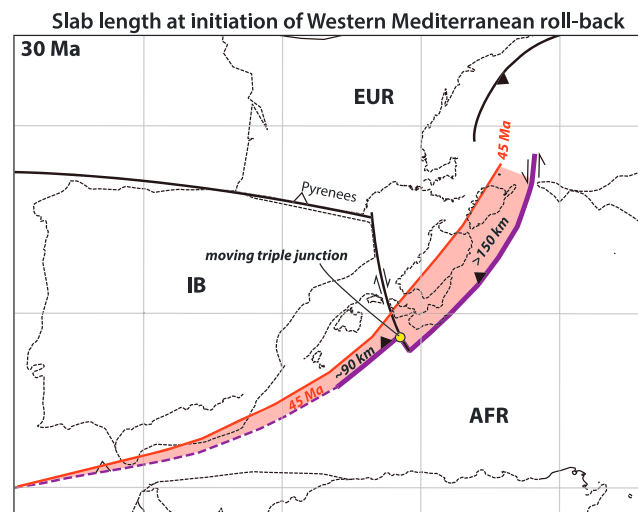 Slab length at initiation of Western Mediterranean roll-back
30 Ma
EUR
45 Ma
Pyrenees
>150 km
moving triple junction
IB
~90 km
45 Ma
AFR